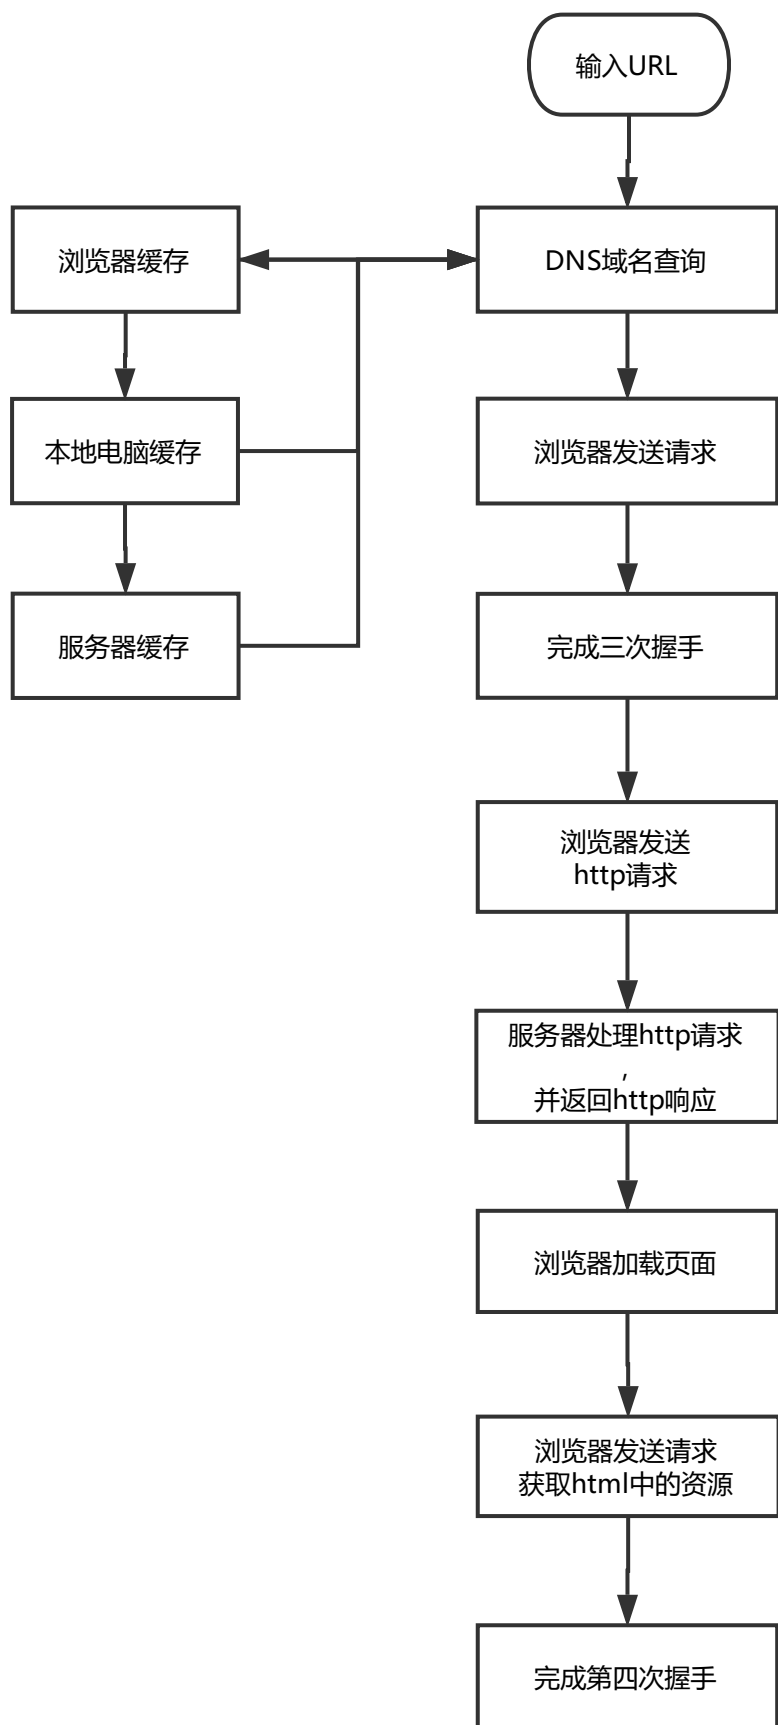 输入URL
浏览器缓存
DNS域名查询
本地电脑缓存
浏览器发送请求
服务器缓存
完成三次握手
浏览器发送
http请求
服务器处理http请求
,
并返回http响应
浏览器加载页面
浏览器发送请求
获取html中的资源
完成第四次握手